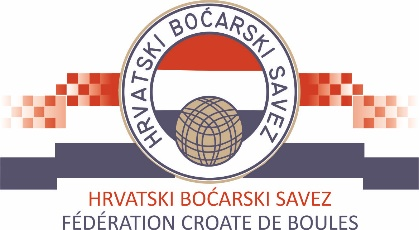 HRVATSKI BOĆARSKI SAVEZ
HRVATSKI BOĆARSKI SAVEZ
FÉDÉRATION CROATE DE BOULES